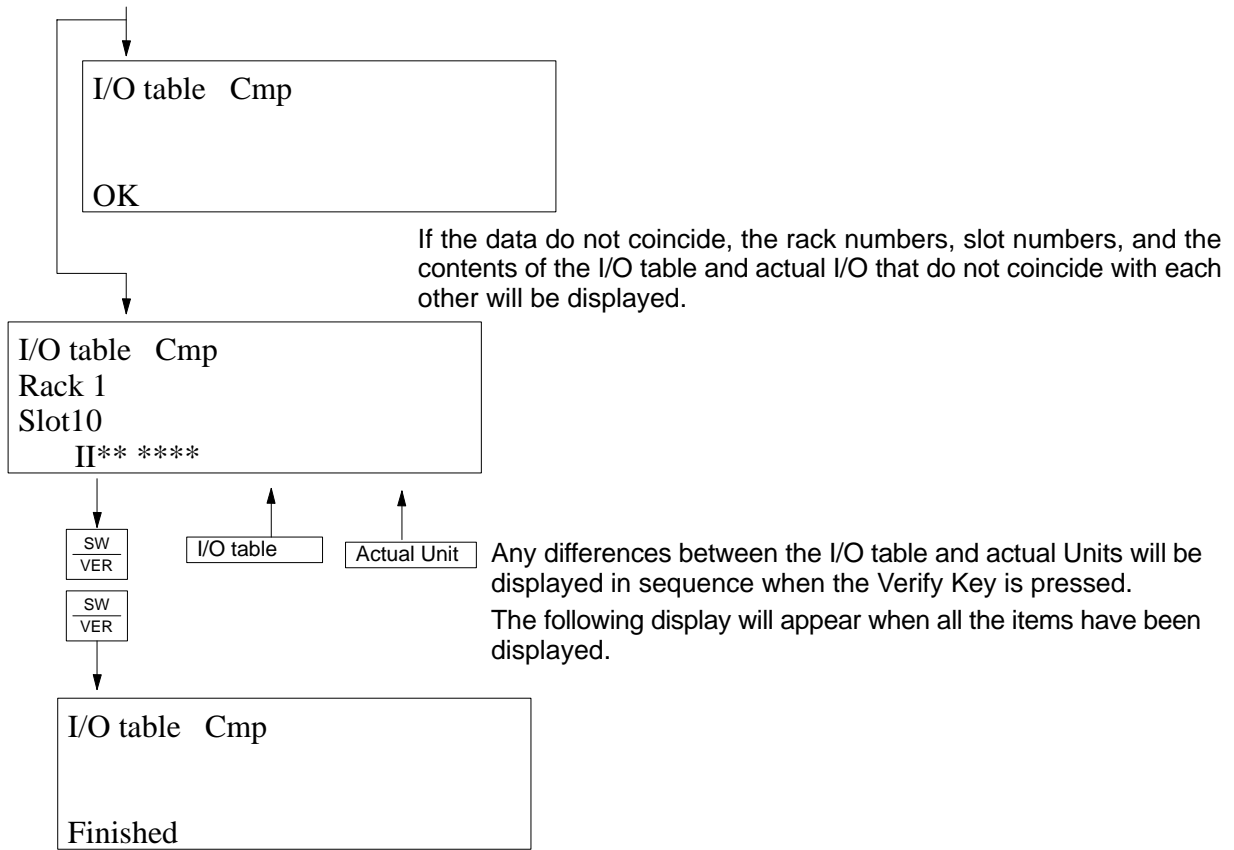 I/O table Cmp
OK
If the data do not coincide, the rack numbers, slot numbers, and the
contents of the I/O table and actual I/O that do not coincide with each
other will be displayed.
I/O table Cmp
Rack 1
Slot10
II** ****
SW
VER
I/O table
Actual Unit
Any differences between the I/O table and actual Units will be
displayed in sequence when the Verify Key is pressed.
SW
VER
The following display will appear when all the items have been
displayed.
I/O table Cmp
Finished